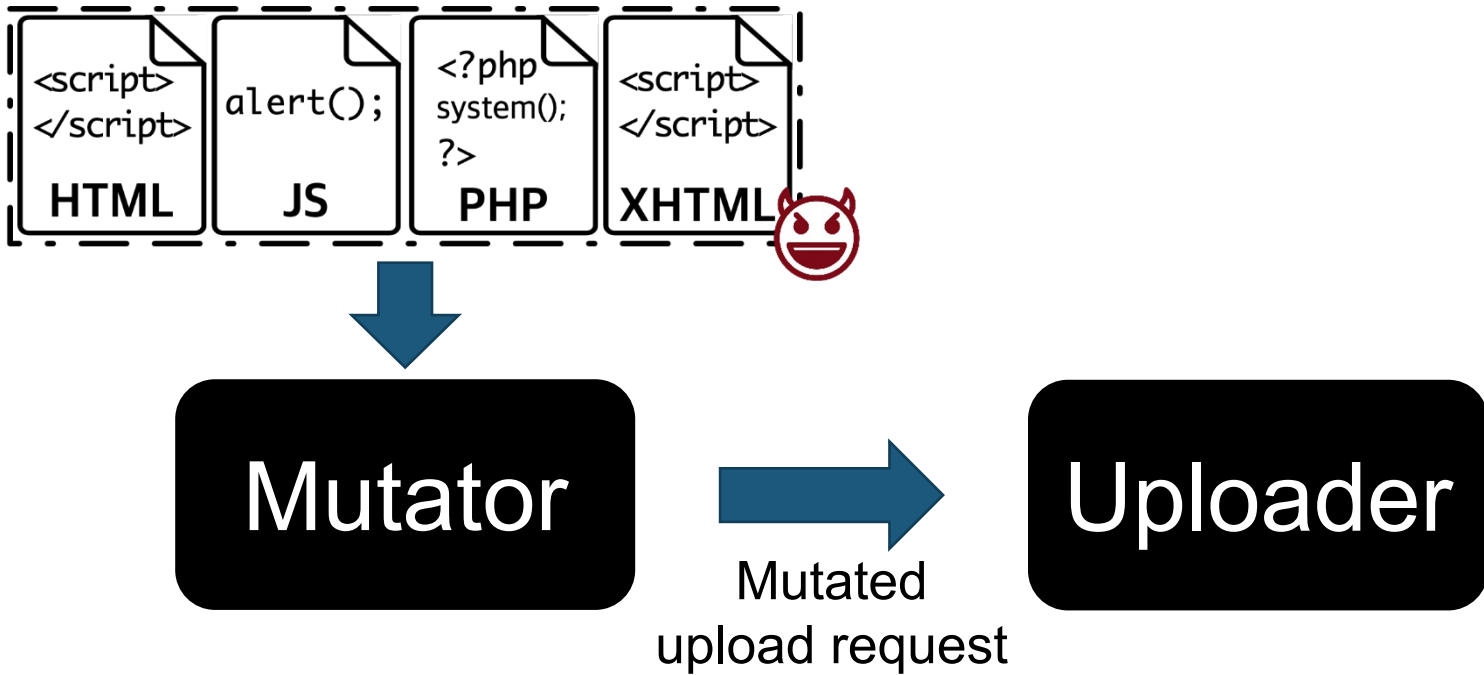 <script>
</script>
HTML
alert();
JS
<?php
system();
?>
PHP
<script>
</script>
XHTML
Mutator
Mutated
upload request
Uploader